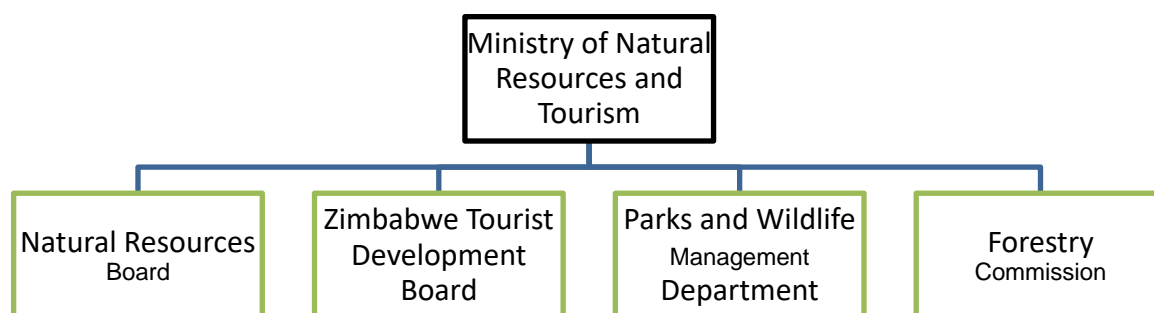 Ministry of Natural
Resources and
Tourism
Natural Resources
Board
Zimbabwe Tourist
Development
Board
Parks and Wildlife
Management
Department
Forestry
Commission